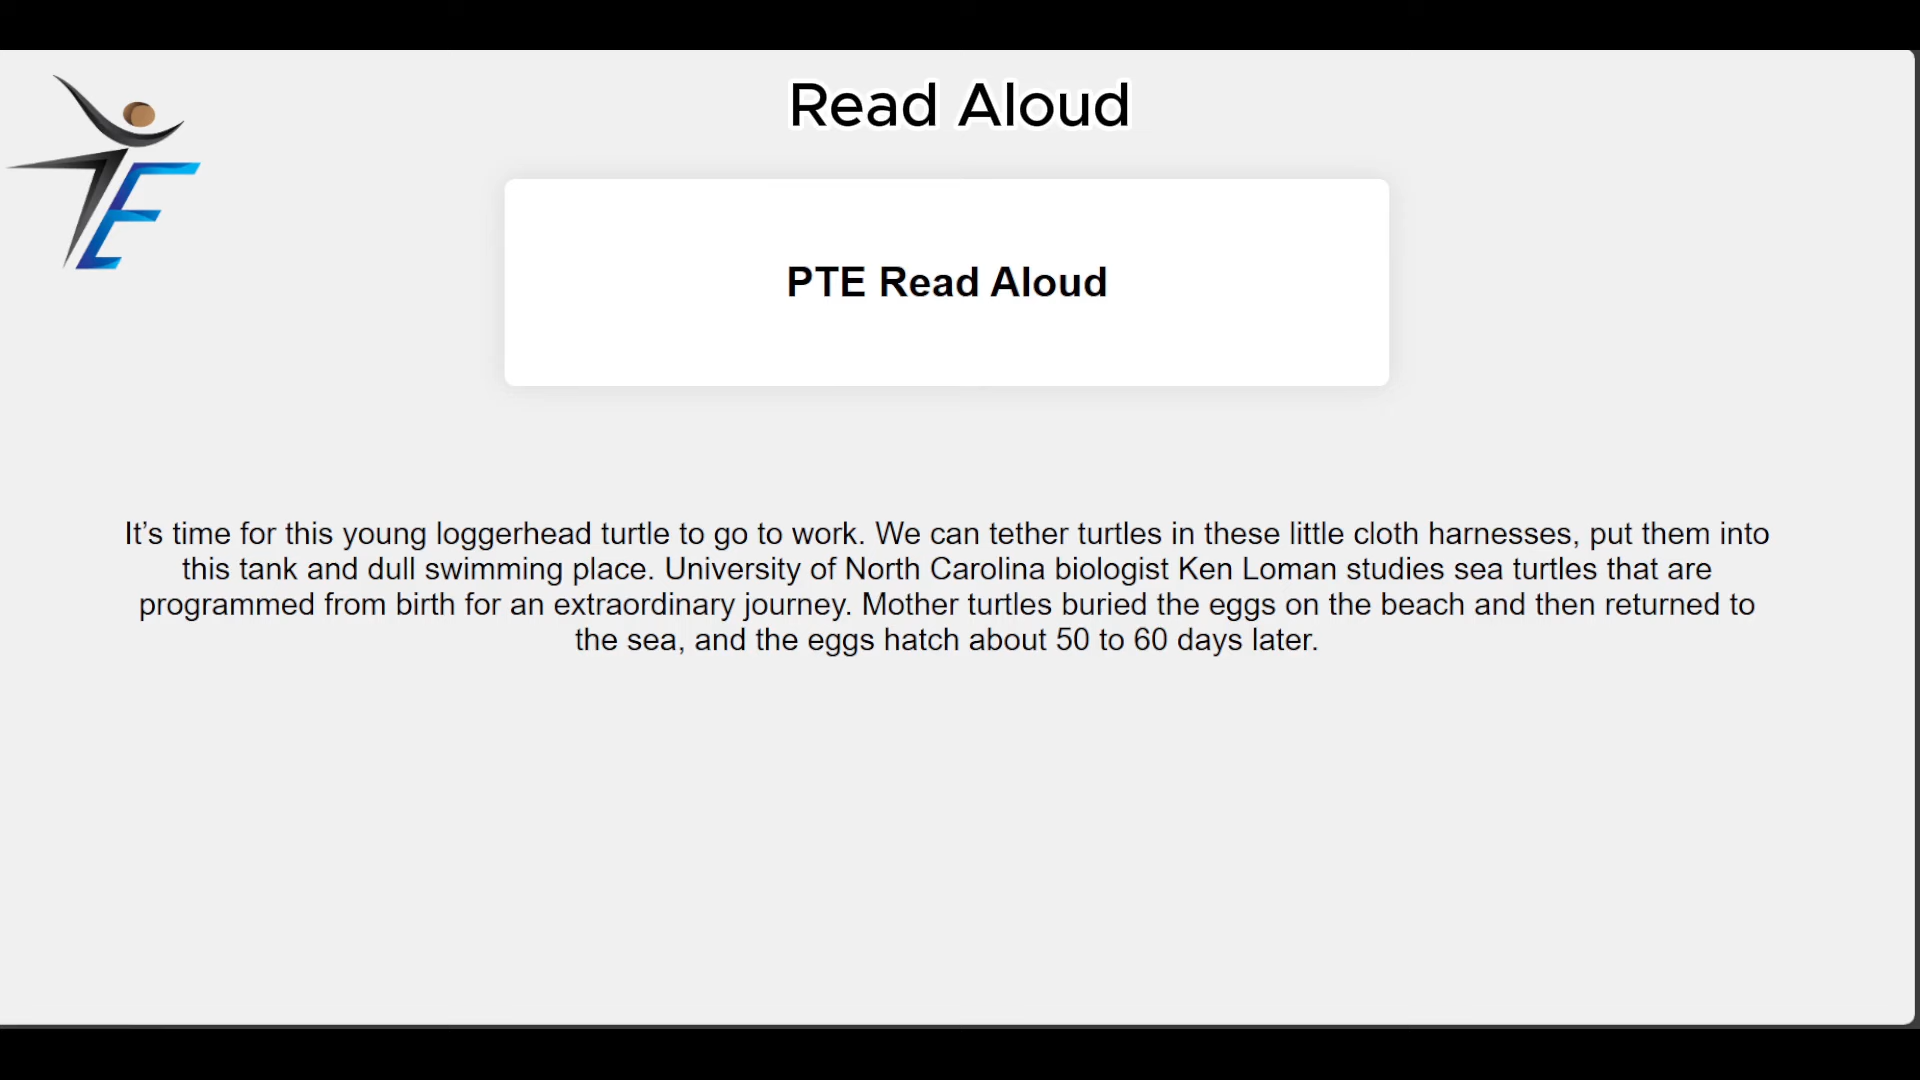 Read Aloud
PTE Read Aloud
It’s time for this young loggerhead turtle to go to work. We can tether turtles in these little cloth harnesses, put them into
this tank and dull swimming place. University of North Carolina biologist Ken Loman studies sea turtles that are
programmed from birth for an extraordinary journey. Mother turtles buried the eggs on the beach and then returned to
the sea, and the eggs hatch about 50 to 60 days later.